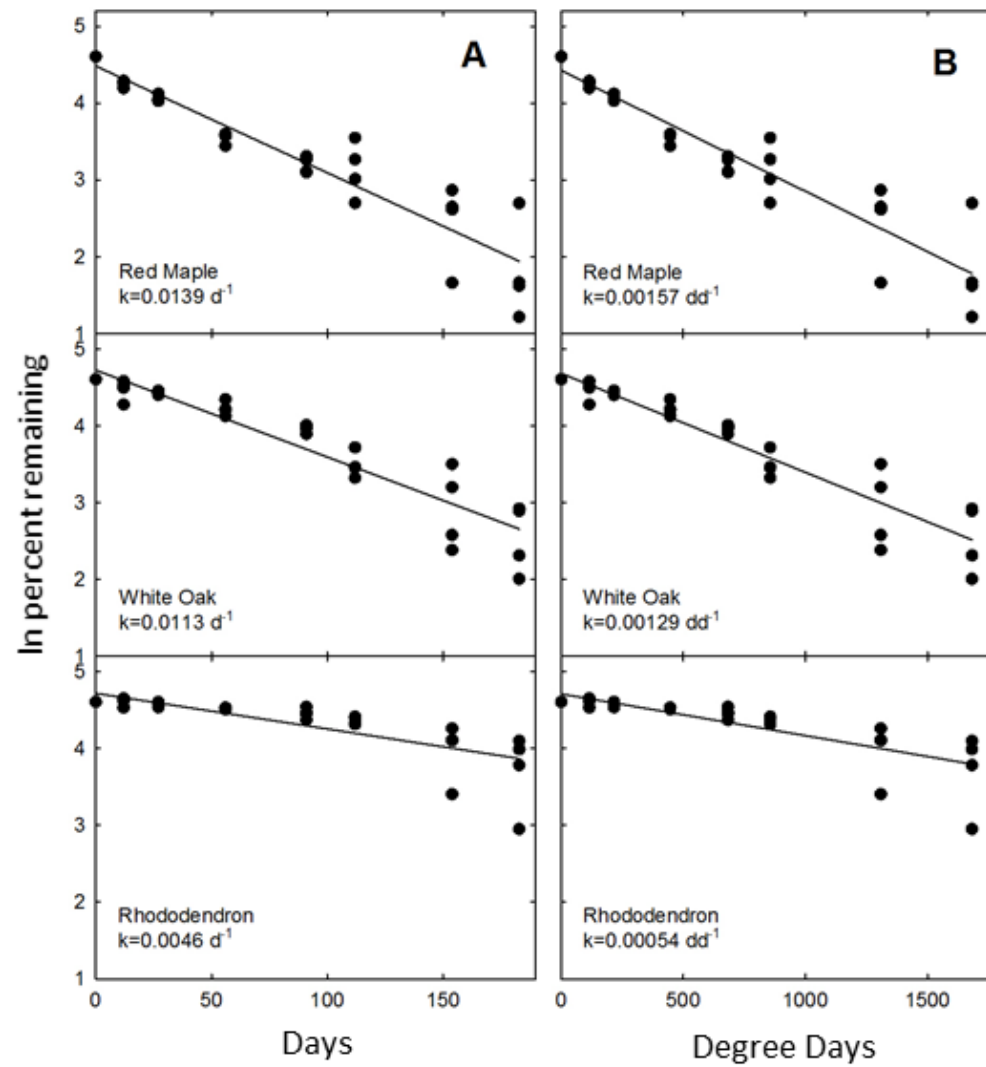 A
B
ln percent remaining
5
4
3
2
1
Red Maple
k=0.0139 d⁻¹
Red Maple
k=0.00157 dd⁻¹
5
4
3
2
1
White Oak
k=0.0113 d⁻¹
White Oak
k=0.00129 dd⁻¹
5
4
3
2
1
Rhododendron
k=0.0046 d⁻¹
Rhododendron
k=0.00054 dd⁻¹
0 50 100 150
0 500 1000 1500
Days
Degree Days